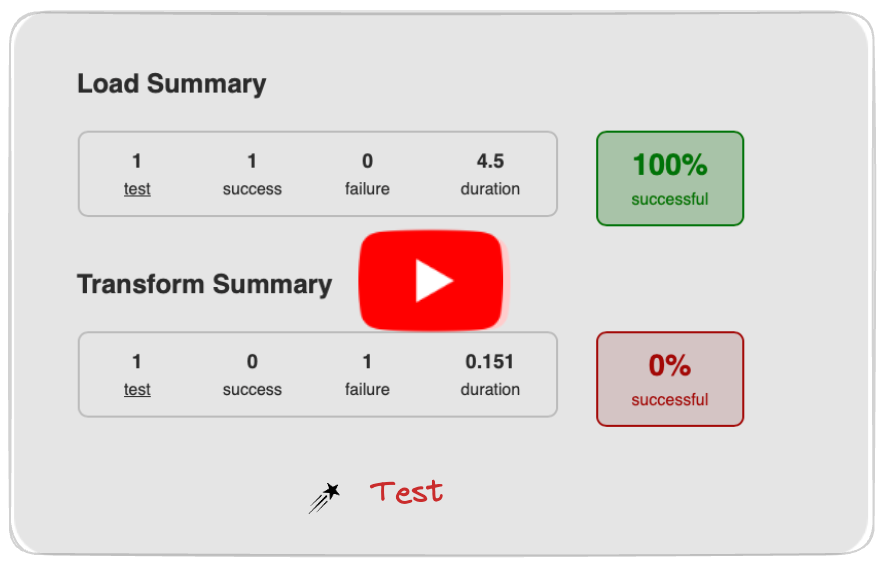 Load Summary
1 1 0 4.5
test success failure duration
100%
successful
Transform Summary
1 0 1 0.151
test success failure duration
0%
successful
Test